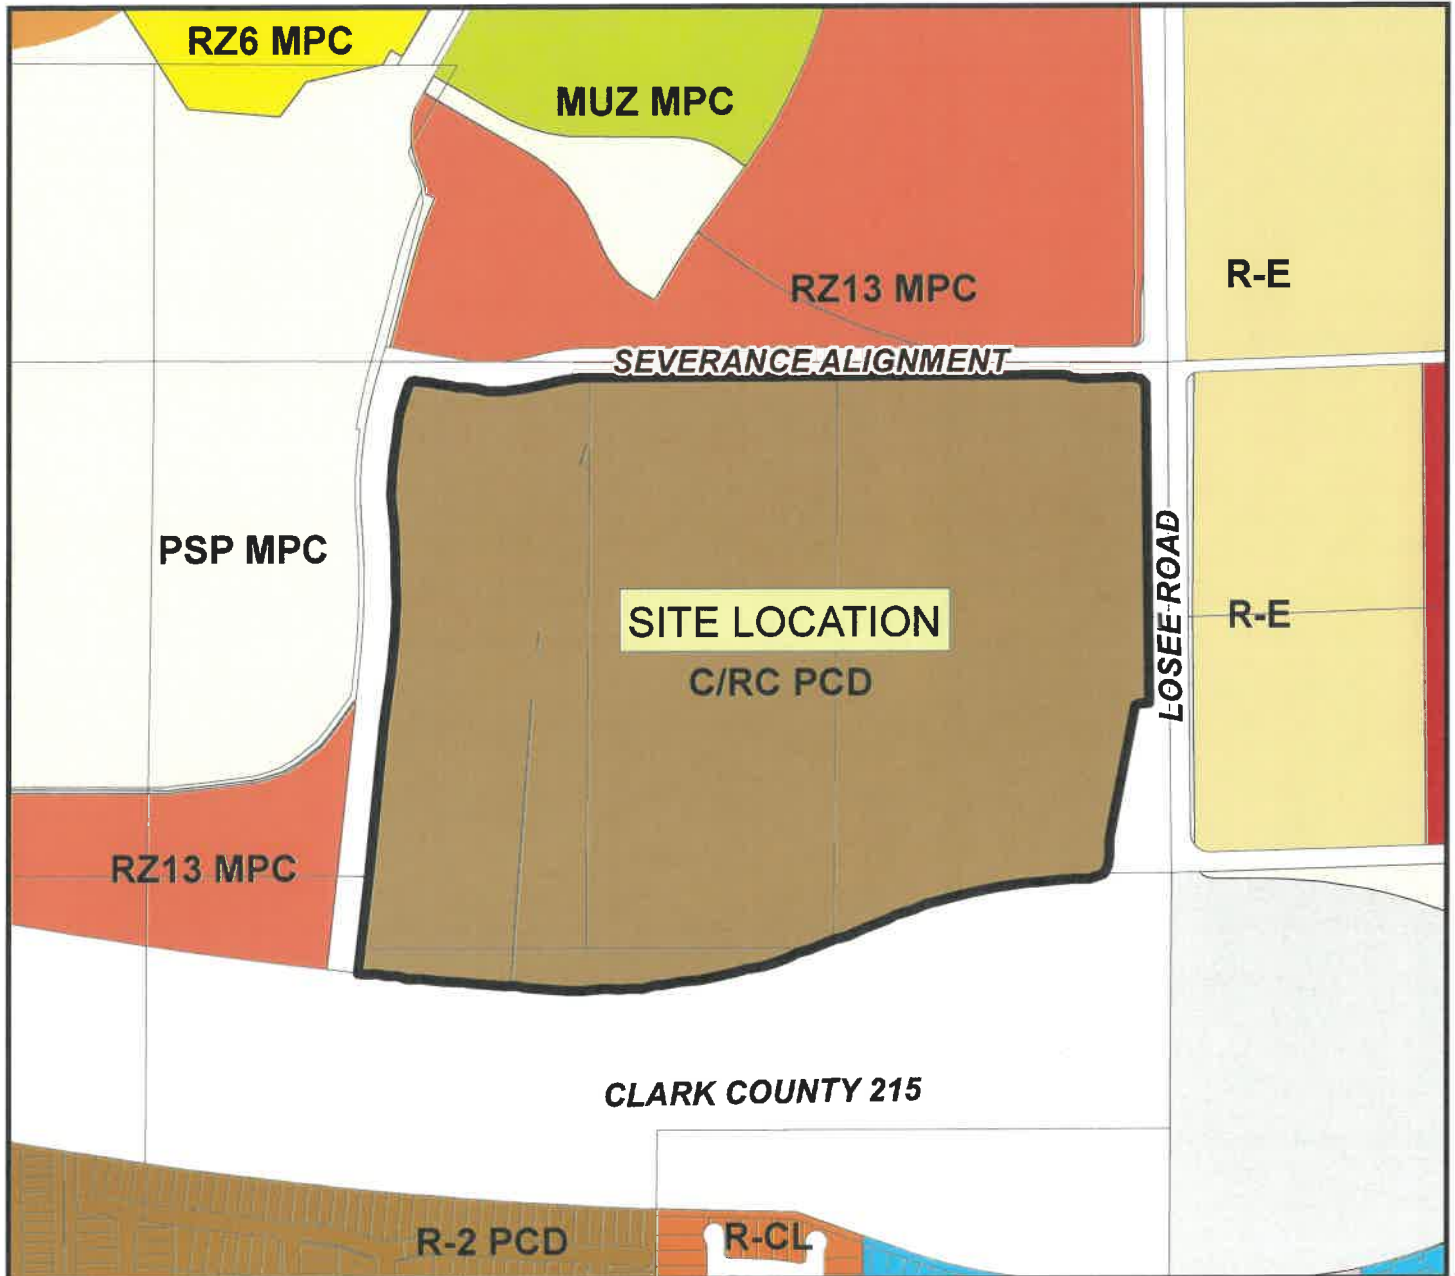 RZ6 MPC
MUZ MPC
R-E
RZ13 MPC
SEVERANCE ALIGNMENT
PSP MPC
LOSEE ROAD
SITE LOCATION
R-E
C/RC PCD
RZ13 MPC
CLARK COUNTY 215
R-2 PCD
R-CL